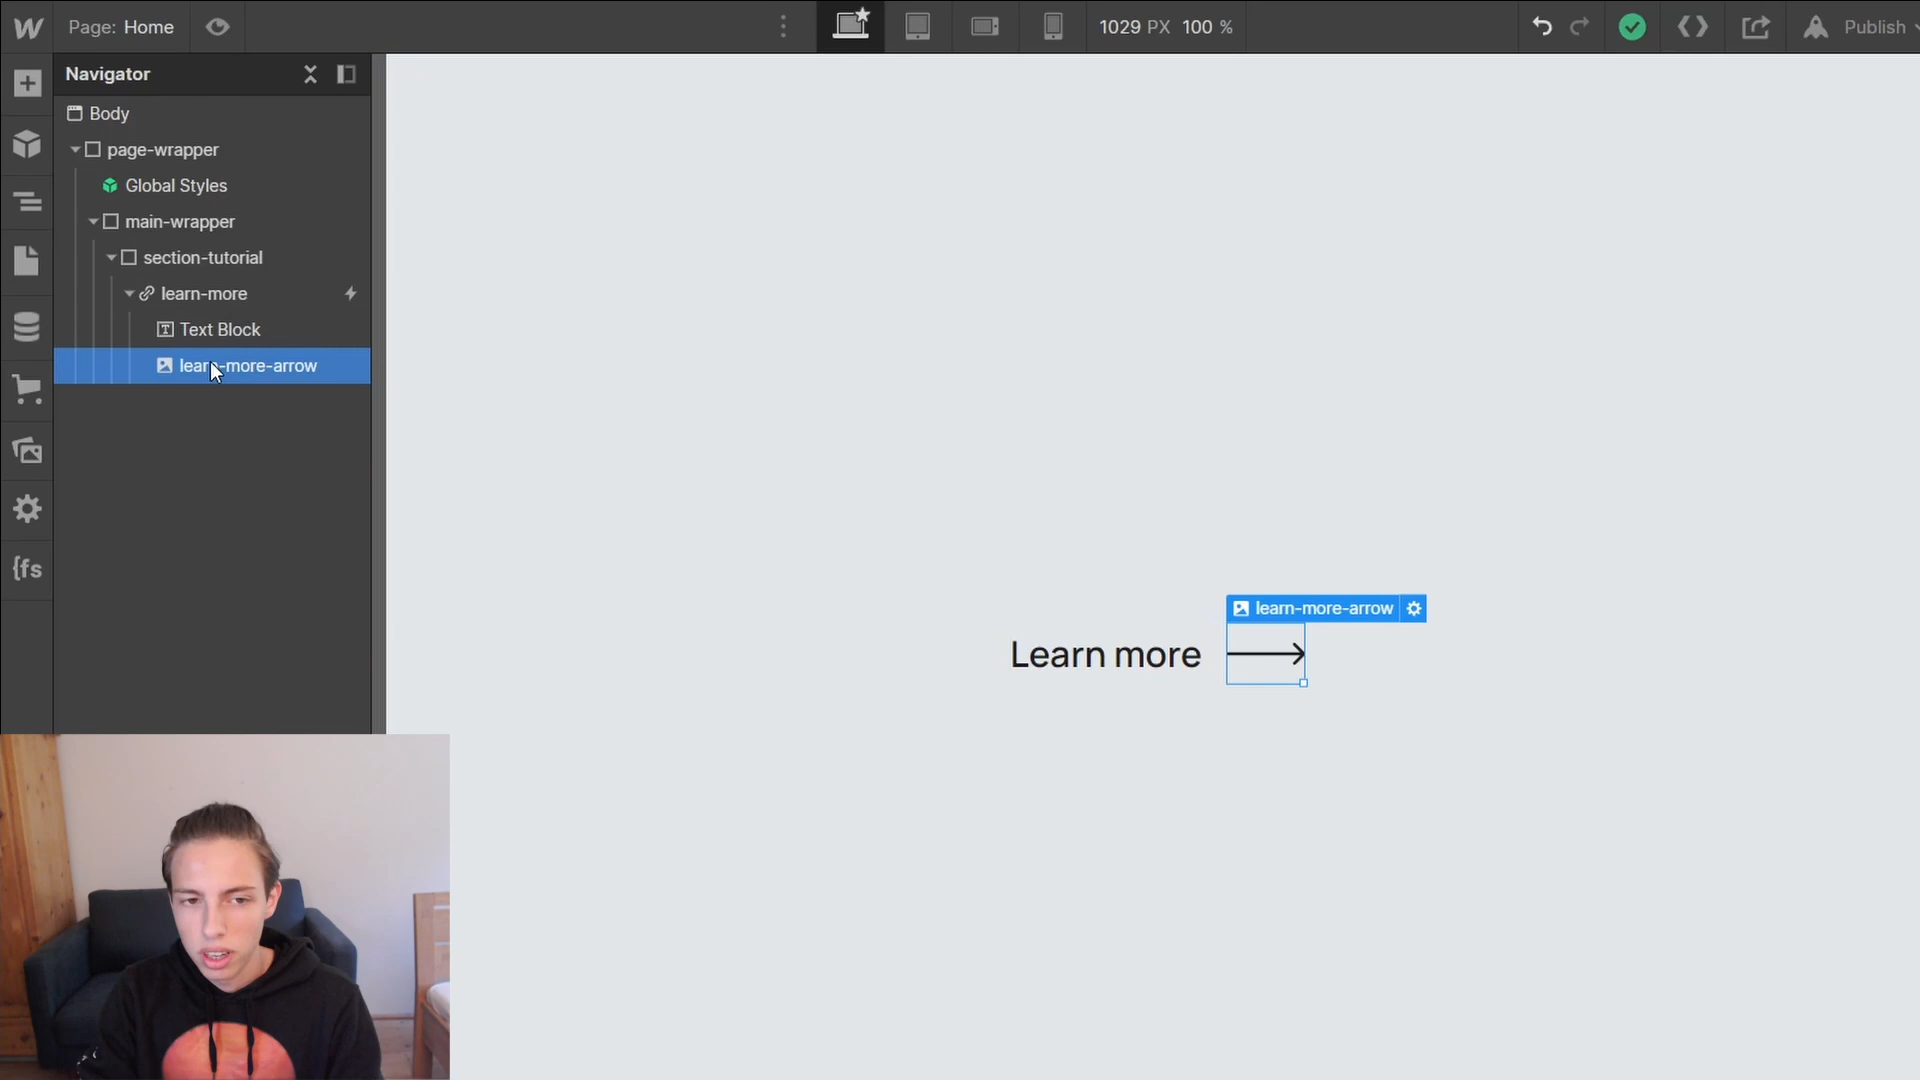 Page: Home
1029 PX 100 %
Publish
Navigator
Body
page-wrapper
Global Styles
main-wrapper
section-tutorial
learn-more
Text Block
learn-more-arrow
{fs
learn-more-arrow
Learn more